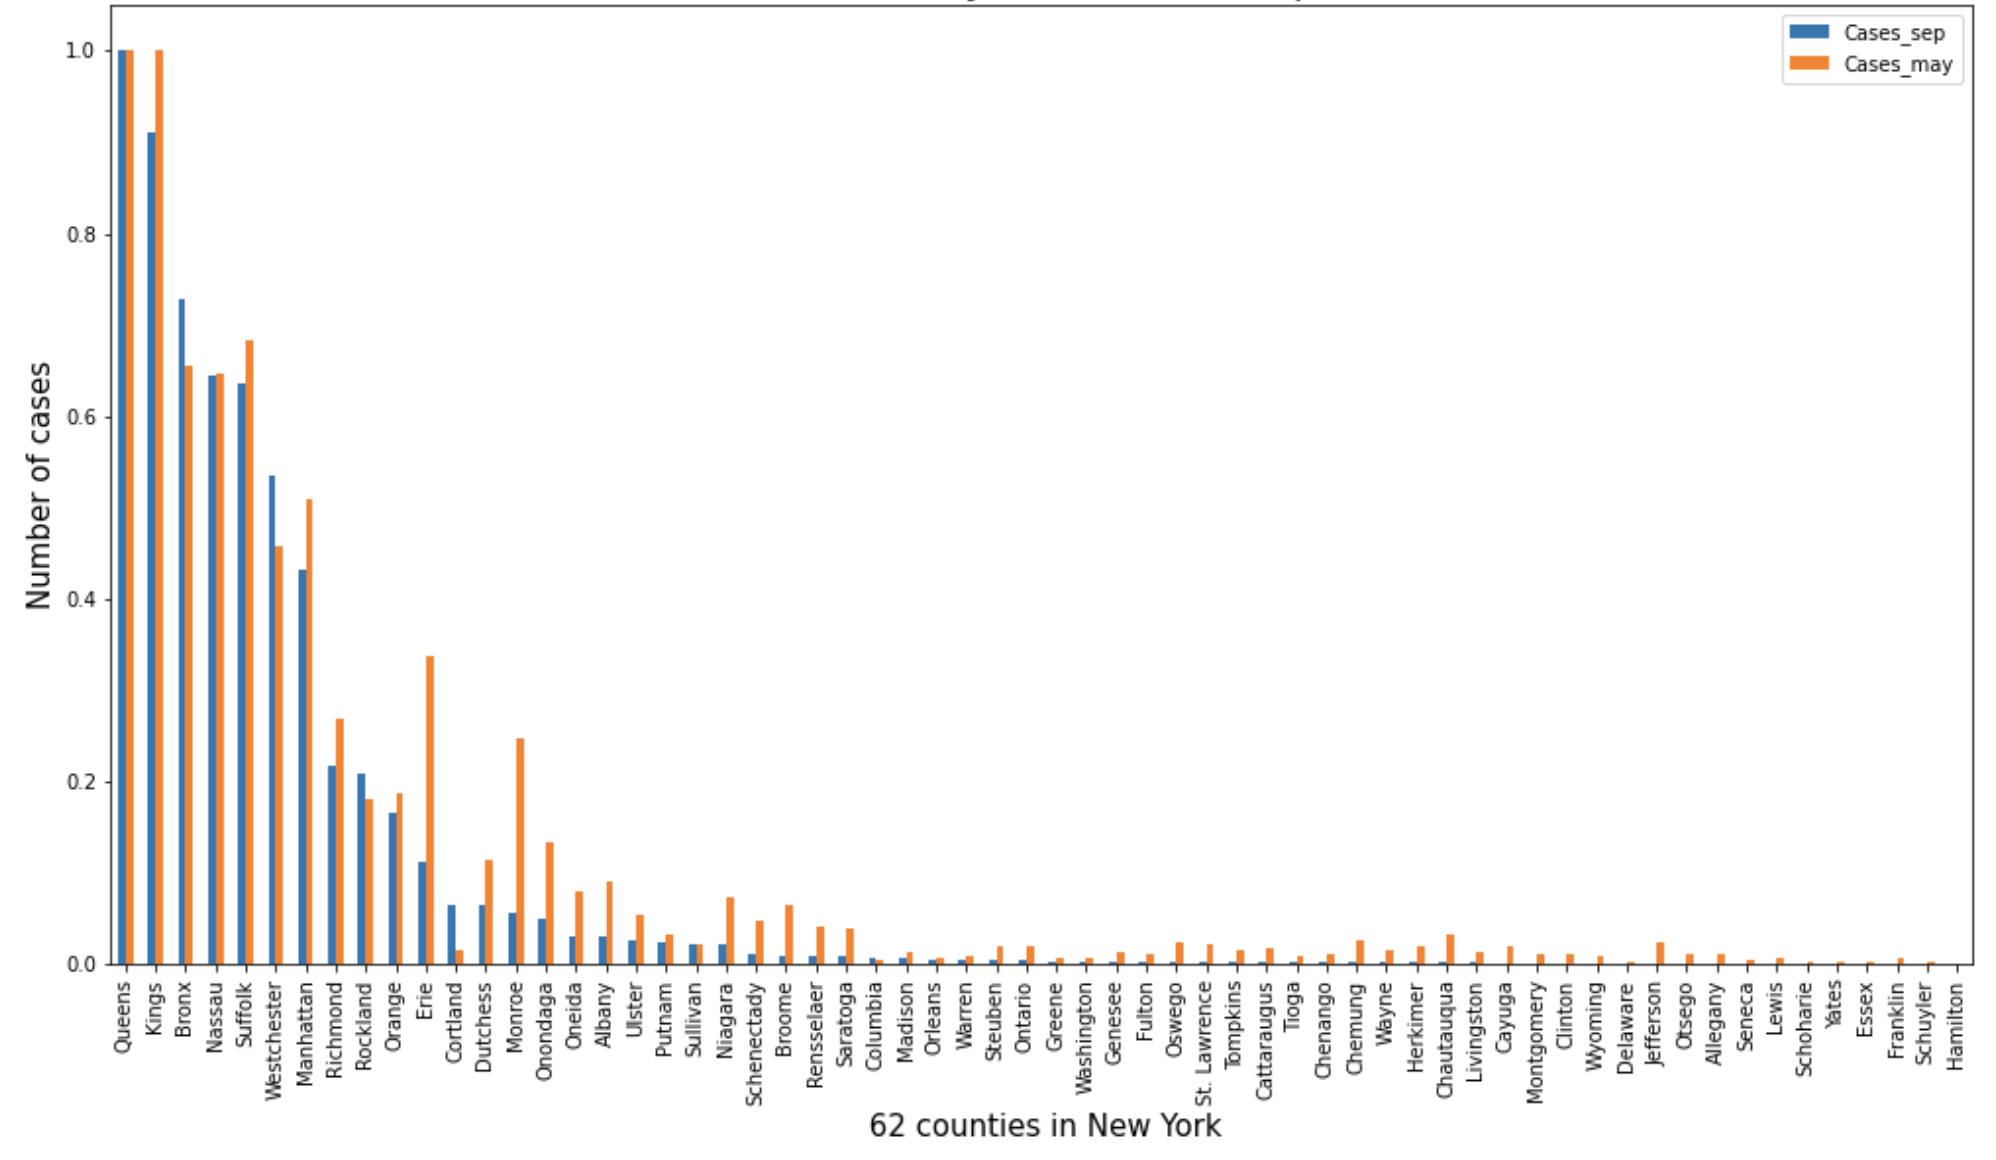 Cases_sep
Cases_may
1.0
0.8
0.6
0.4
0.2
0.0
Number of cases
Queens
Kings
Bronx
Nassau
Suffolk
Westchester
Manhattan
Richmond
Rockland
Orange
Erie
Cortland
Dutchess
Monroe
Onondaga
Oneida
Albany
Ulster
Putnam
Sullivan
Niagara
Schenectady
Broome
Rensselaer
Saratoga
Columbia
Madison
Orleans
Warren
Steuben
Ontario
Greene
Washington
Genesee
Fulton
Oswego
St. Lawrence
Tompkins
Cattaraugus
Tioga
Chenango
Chemung
Wayne
Herkimer
Chautauqua
Livingston
Cayuga
Montgomery
Clinton
Wyoming
Delaware
Jefferson
Otsego
Allegany
Seneca
Lewis
Schoharie
Yates
Essex
Franklin
Schuyler
Hamilton
62 counties in New York